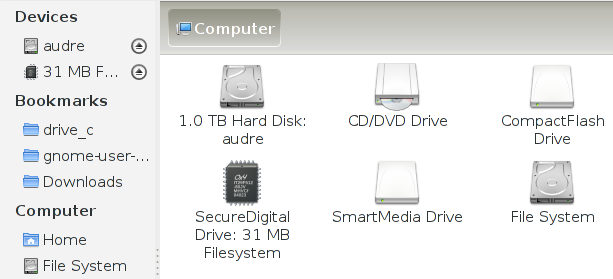 Devices
audre
31 MB F...
Bookmarks
drive_c
gnome-user-...
Downloads
Computer
Home
File System
Computer
1.0 TB Hard Disk:
audre
CD/DVD Drive
CompactFlash
Drive
SecureDigital
Drive: 31 MB
Filesystem
SmartMedia Drive
File System